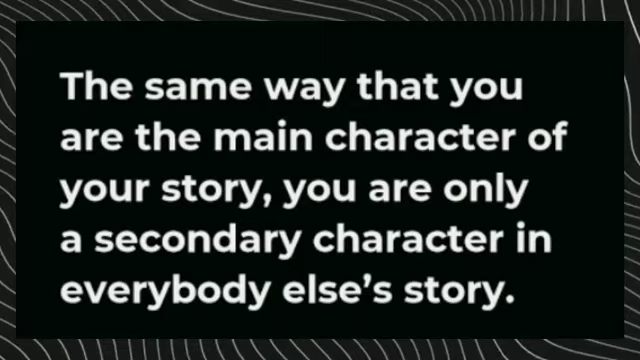 The same way that you
are the main character of
your story, you are only
a secondary character in
everybody else’s story.